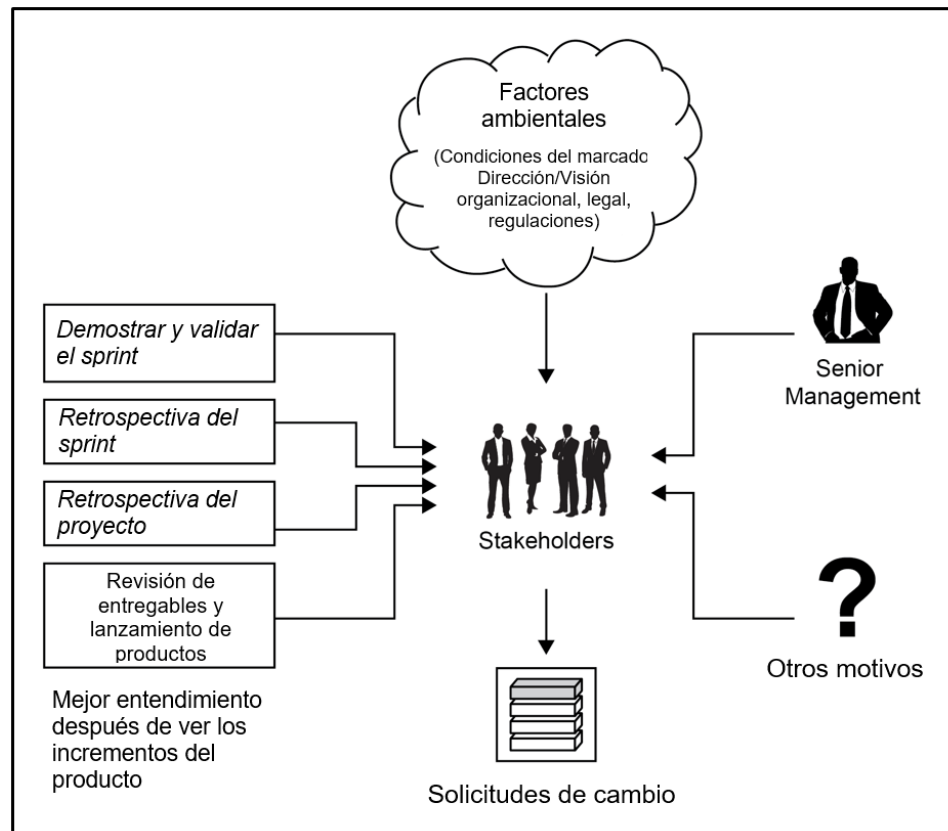 Factores
ambientales
(Condiciones del marcado
Dirección/Visión
organizacional, legal,
regulaciones)
Demostrar y validar
el sprint
Retrospectiva del
sprint
Retrospectiva del
proyecto
Revisión de
entregables y
lanzamiento de
productos
Mejor entendimiento
después de ver los
incrementos del
producto
Stakeholders
Solicitudes de cambio
Senior
Management
?
Otros motivos